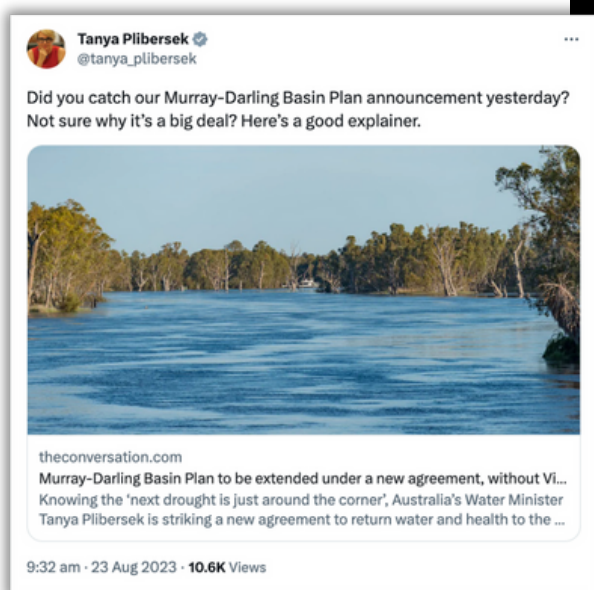 Tanya Plibersek
@tanya_plibersek
Did you catch our Murray-Darling Basin Plan announcement yesterday?
Not sure why it's a big deal? Here's a good explainer.
theconversation.com
Murray-Darling Basin Plan to be extended under a new agreement, without Vi...
Knowing the ‘next drought is just around the corner’, Australia's Water Minister
Tanya Plibersek is striking a new agreement to return water and health to the ...
9:32 am · 23 Aug 2023 · 10.6K Views